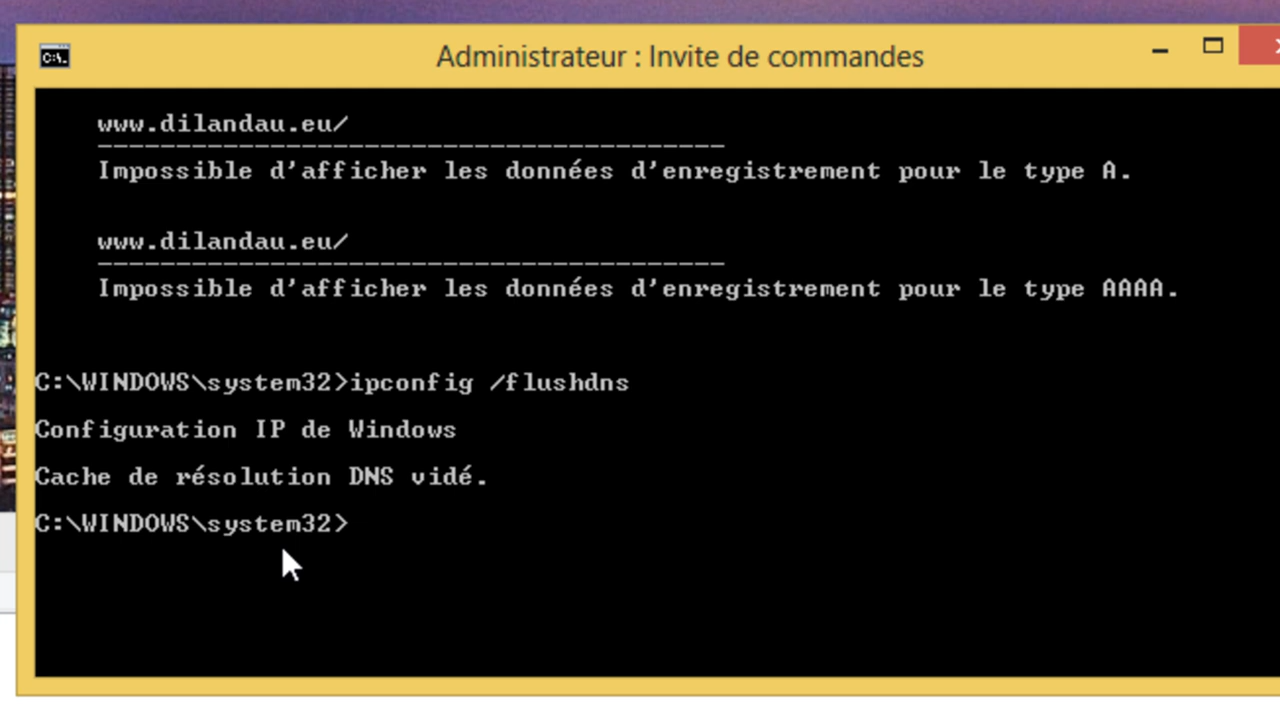 C:\.
Administrateur : Invite de commandes
www.dilandau.eu/
----------------------------------------
Impossible d'afficher les données d'enregistrement pour le type A.
www.dilandau.eu/
----------------------------------------
Impossible d'afficher les données d'enregistrement pour le type AAAA.
C:\WINDOWS\system32>ipconfig /flushdns
Configuration IP de Windows
Cache de résolution DNS vidé.
C:\WINDOWS\system32>